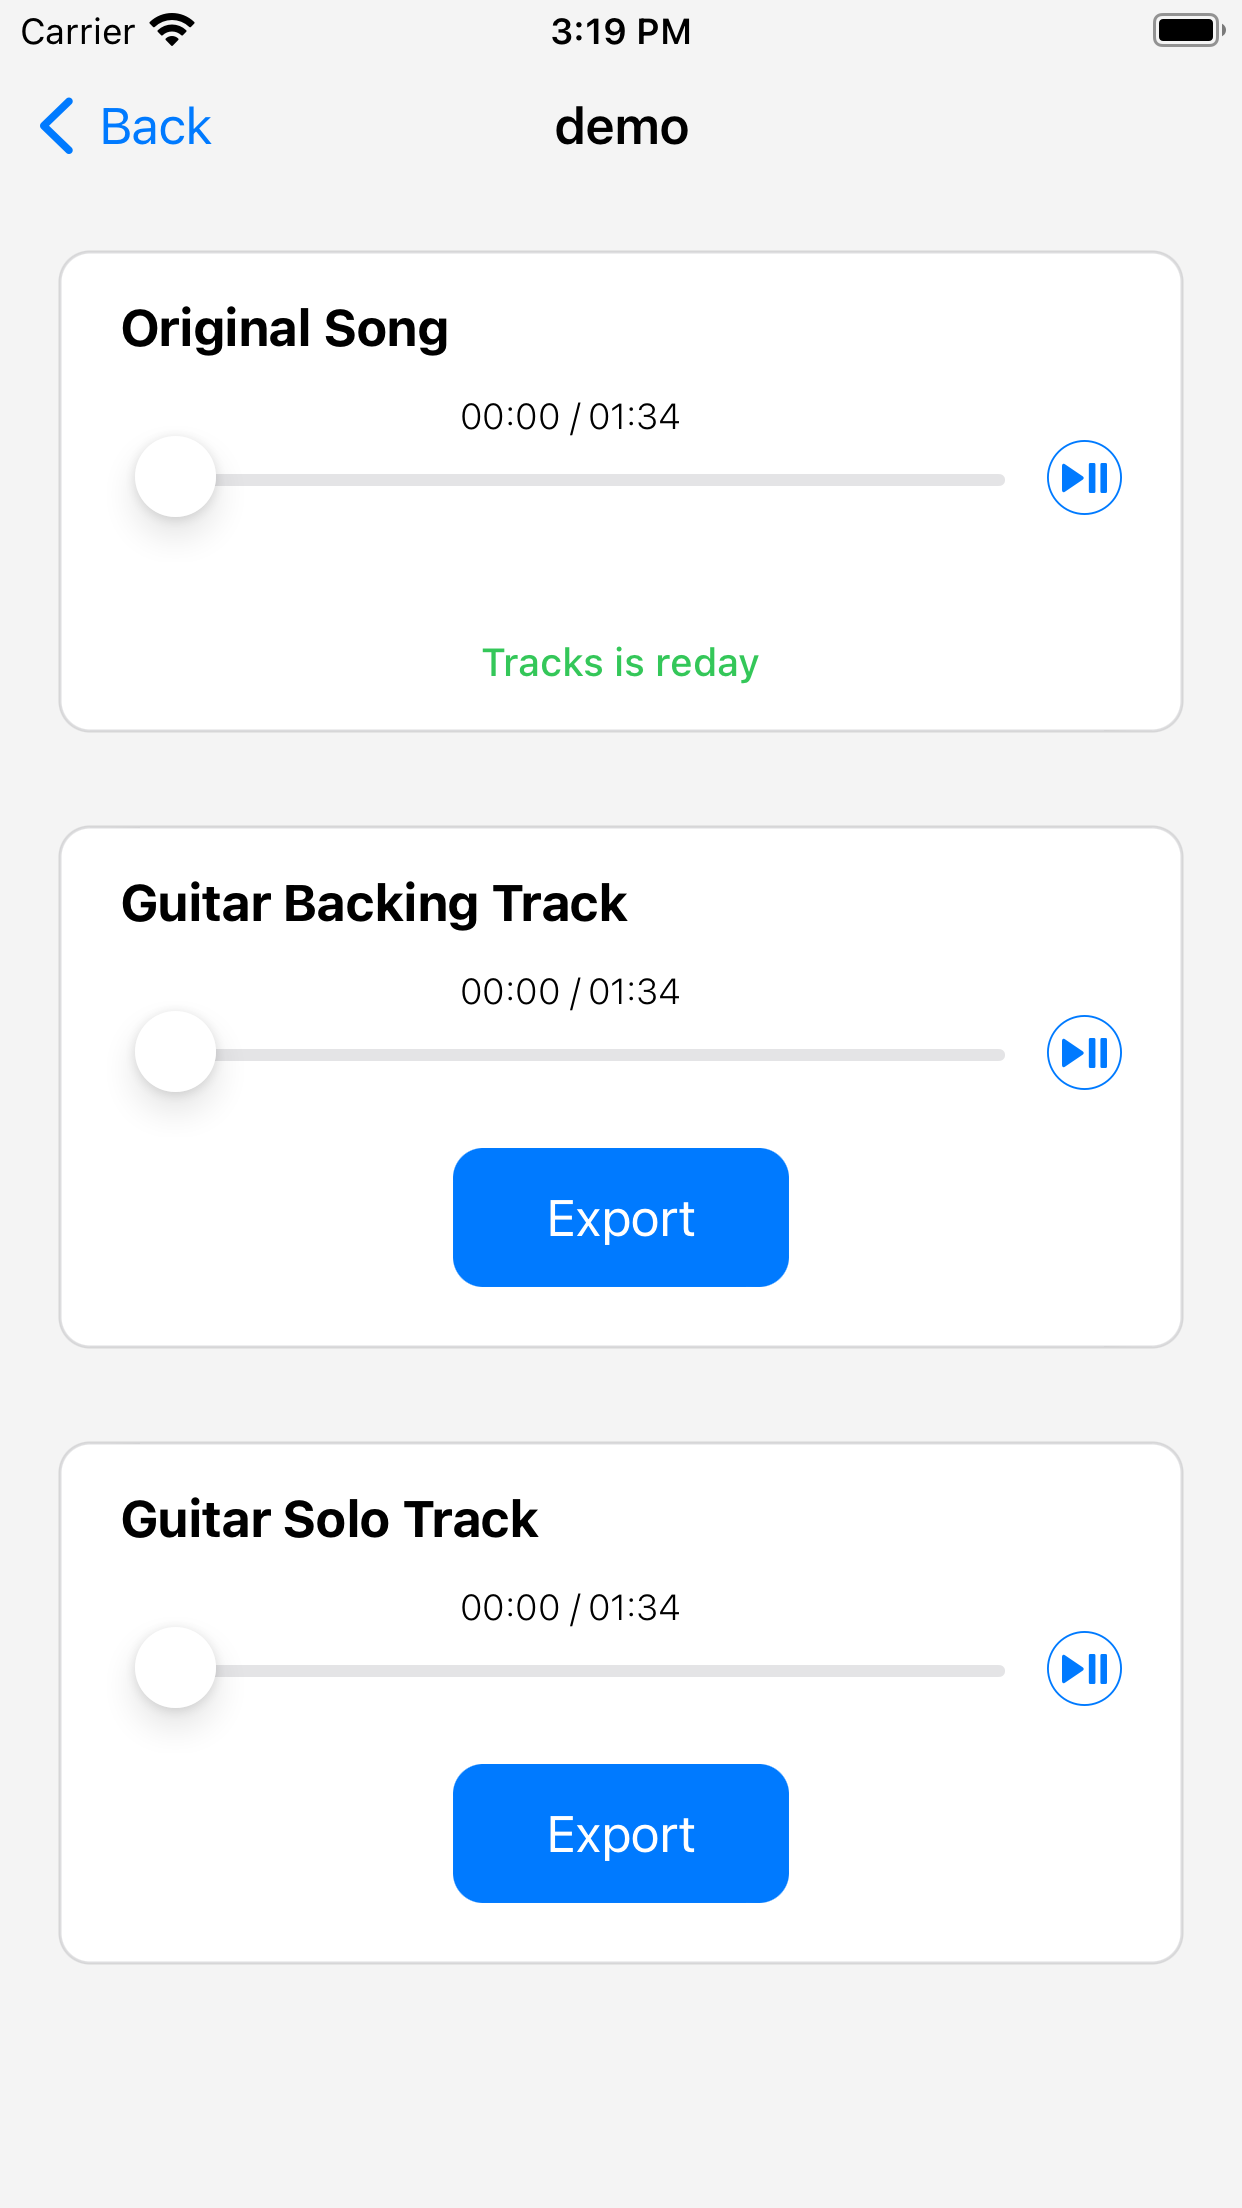 Carrier 3:19 PM
Back demo
Original Song
00:00 / 01:34
Tracks is reday
Guitar Backing Track
00:00 / 01:34
Export
Guitar Solo Track
00:00 / 01:34
Export